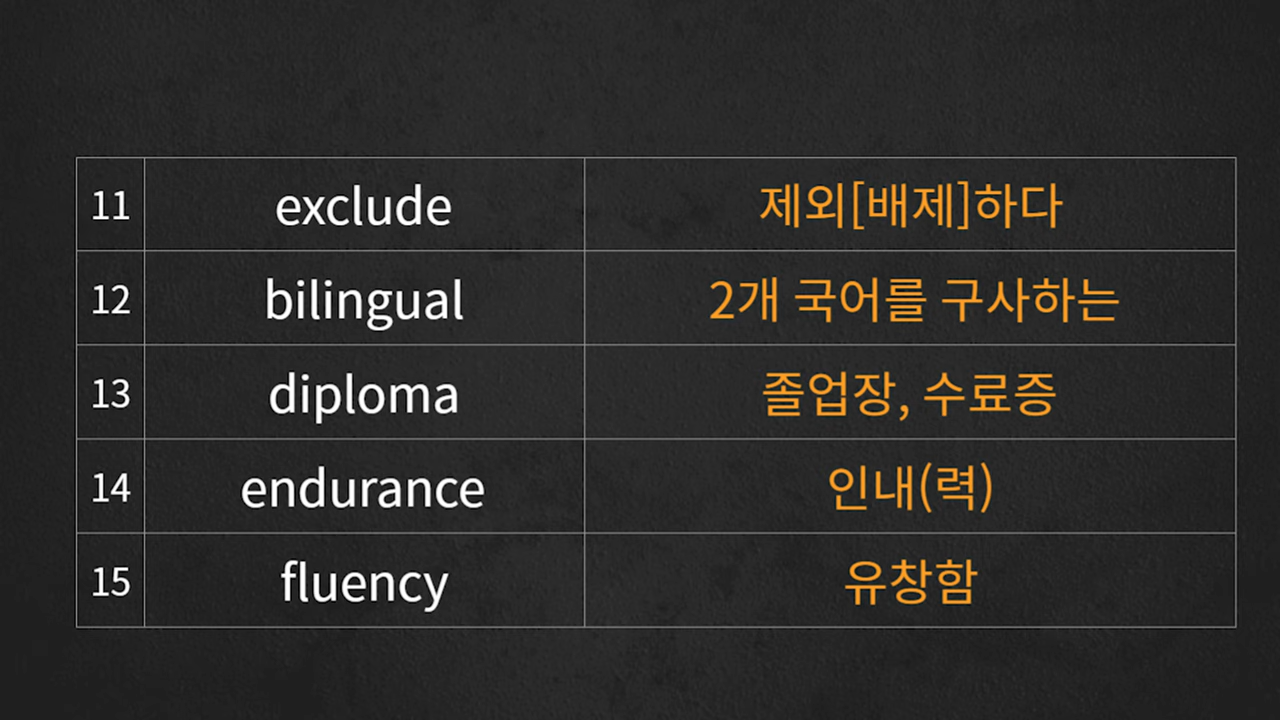 11 exclude 제외[배제]하다
12 bilingual 2개 국어를 구사하는
13 diploma 졸업장, 수료증
14 endurance 인내(력)
15 fluency 유창함